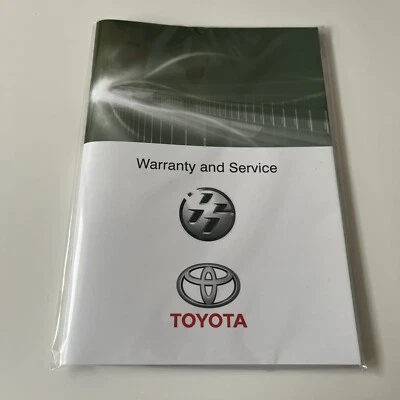 Warranty and Service
TOYOTA